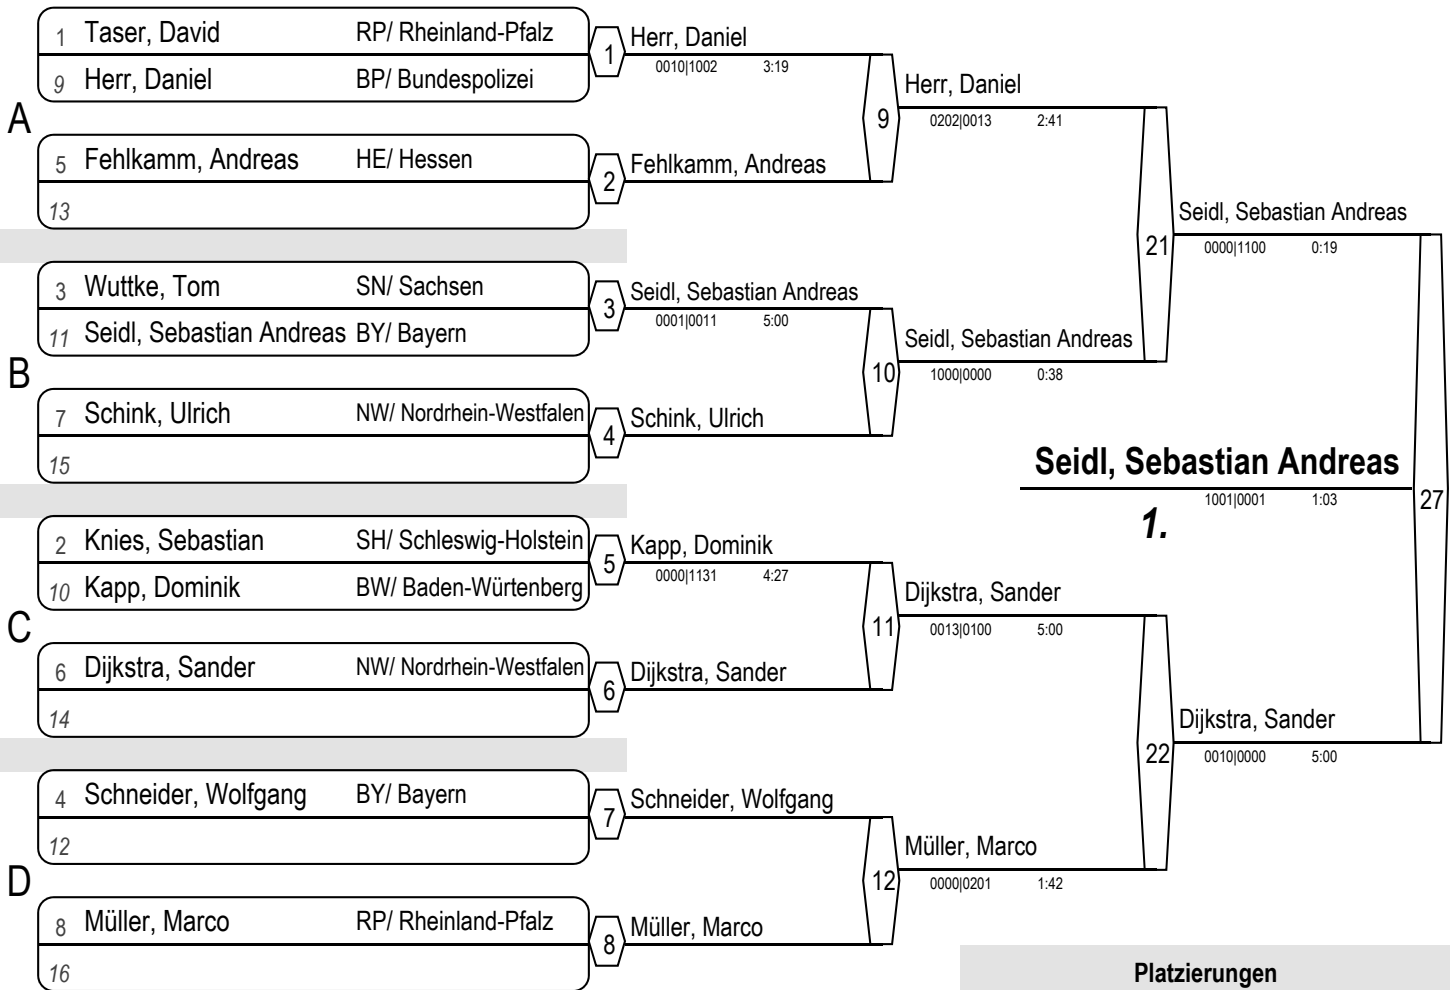 1 Taser, David RP/ Rheinland-Pfalz
9 Herr, Daniel BP/ Bundespolizei
A
5 Fehlkamm, Andreas HE/ Hessen
13
3 Wuttke, Tom SN/ Sachsen
11 Seidl, Sebastian Andreas BY/ Bayern
B
7 Schink, Ulrich NW/ Nordrhein-Westfalen
15
2 Knies, Sebastian SH/ Schleswig-Holstein
10 Kapp, Dominik BW/ Baden-Würtenberg
C
6 Dijkstra, Sander NW/ Nordrhein-Westfalen
14
4 Schneider, Wolfgang BY/ Bayern
12
D
8 Müller, Marco RP/ Rheinland-Pfalz
16
1 Herr, Daniel
0010|1002 3:19
2 Fehlkamm, Andreas
3 Seidl, Sebastian Andreas
0001|0011 5:00
4 Schink, Ulrich
5 Kapp, Dominik
0000|1131 4:27
6 Dijkstra, Sander
7 Schneider, Wolfgang
8 Müller, Marco
9 Herr, Daniel
0202|0013 2:41
10 Seidl, Sebastian Andreas
1000|0000 0:38
11 Dijkstra, Sander
0013|0100 5:00
12 Müller, Marco
0000|0201 1:42
21 Seidl, Sebastian Andreas
0000|1100 0:19
22 Dijkstra, Sander
0010|0000 5:00
Seidl, Sebastian Andreas
1001|0001 1:03
1.
27
Platzierungen